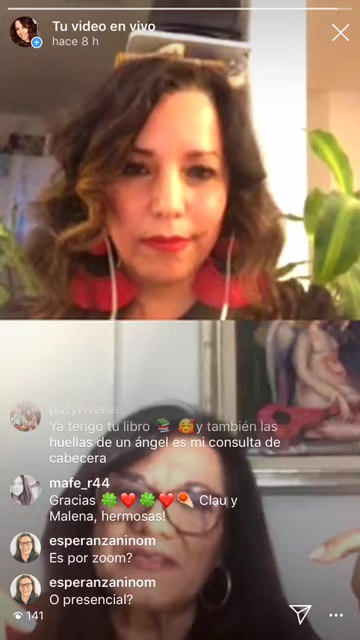 Tu video en vivo
hace 8 h
patyriverae
Ya tengo tu libro 📚 🥰 y también las
huellas de un ángel es mi consulta de
cabecera
mafe_r44
Gracias 🍀❤️🍀❤️🪶 Clau y
Malena, hermosas!
esperanzaninom
Es por zoom?
esperanzaninom
O presencial?
141